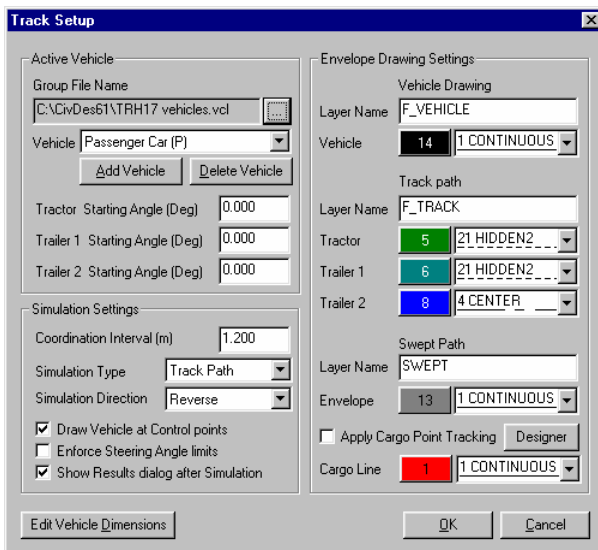 Track Setup
Active Vehicle
Group File Name
C:\CivDes61\TRH17 vehicles.vcl
...
Vehicle Passenger Car (P)
Add Vehicle Delete Vehicle
Tractor Starting Angle (Deg) 0.000
Trailer 1 Starting Angle (Deg) 0.000
Trailer 2 Starting Angle (Deg) 0.000
Simulation Settings
Coordination Interval (m) 1.200
Simulation Type Track Path
Simulation Direction Reverse
Draw Vehicle at Control points
Enforce Steering Angle limits
Show Results dialog after Simulation
Edit Vehicle Dimensions
Envelope Drawing Settings
Vehicle Drawing
Layer Name F_VEHICLE
Vehicle 14 1 CONTINUOUS
Track path
Layer Name F_TRACK
Tractor 5 21 HIDDEN2
Trailer 1 6 21 HIDDEN2
Trailer 2 8 4 CENTER
Swept Path
Layer Name SWEPT
Envelope 13 1 CONTINUOUS
Apply Cargo Point Tracking Designer
Cargo Line 1 1 CONTINUOUS
OK Cancel